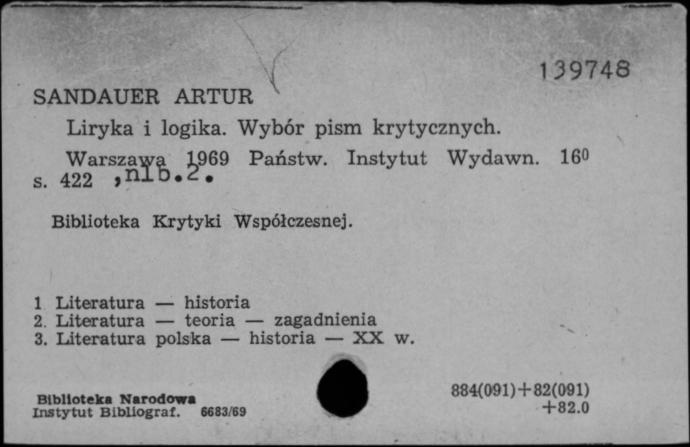 139748
SANDAUER ARTUR
Liryka i logika. Wybór pism krytycznych.
Warszawa 1969 Państw. Instytut Wydawn. 16⁰
s. 422 ,nlb.2.
Biblioteka Krytyki Współczesnej.
1 Literatura — historia
2. Literatura — teoria — zagadnienia
3. Literatura polska — historia — XX w.
884(091)+82(091)
+82.0
Biblioteka Narodowa
Instytut Bibliograf. 6683/69